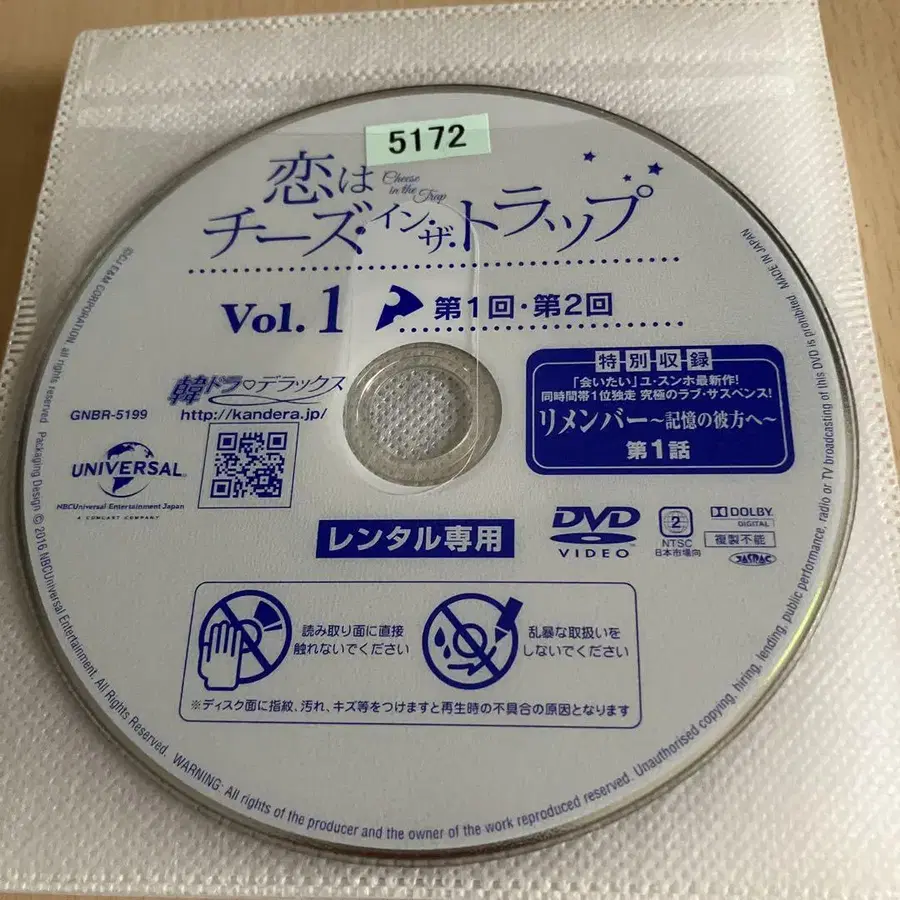 5172
恋は
Cheese
in the
Trap
チーズ・イン・ザ・トラップ
Vol.1 第1回・第2回
特別収録
「会いたい」ユ・スンホ最新作!
同時間帯1位独走 究極のラブ・サスペンス!
リメンバー~記憶の彼方へ~
第1話
韓ドラ♡デラックス
http://kandera.jp/
GNBR-5199
UNIVERSAL
NBCUniversal Entertainment Japan
A COMCAST COMPANY
レンタル専用
DVD
VIDEO
2
NTSC
日本市場向
DOLBY
DIGITAL
複製不能
JASRAC
読み取り面に直接
触れないでください
乱暴な取扱いを
しないでください
※ディスク面に指紋、汚れ、キズ等をつけますと再生時の不具合の原因となります
©CJ E&M CORPORATION, all rights reserved Packaging Design © 2016 NBCUniversal Entertainment. All Rights Reserved. WARNING: All rights of the producer and the owner of the work reproduced reserved. Unauthorised copying, hiring, lending, public performance, radio or TV broadcasting of this DVD is prohibited MADE IN JAPAN